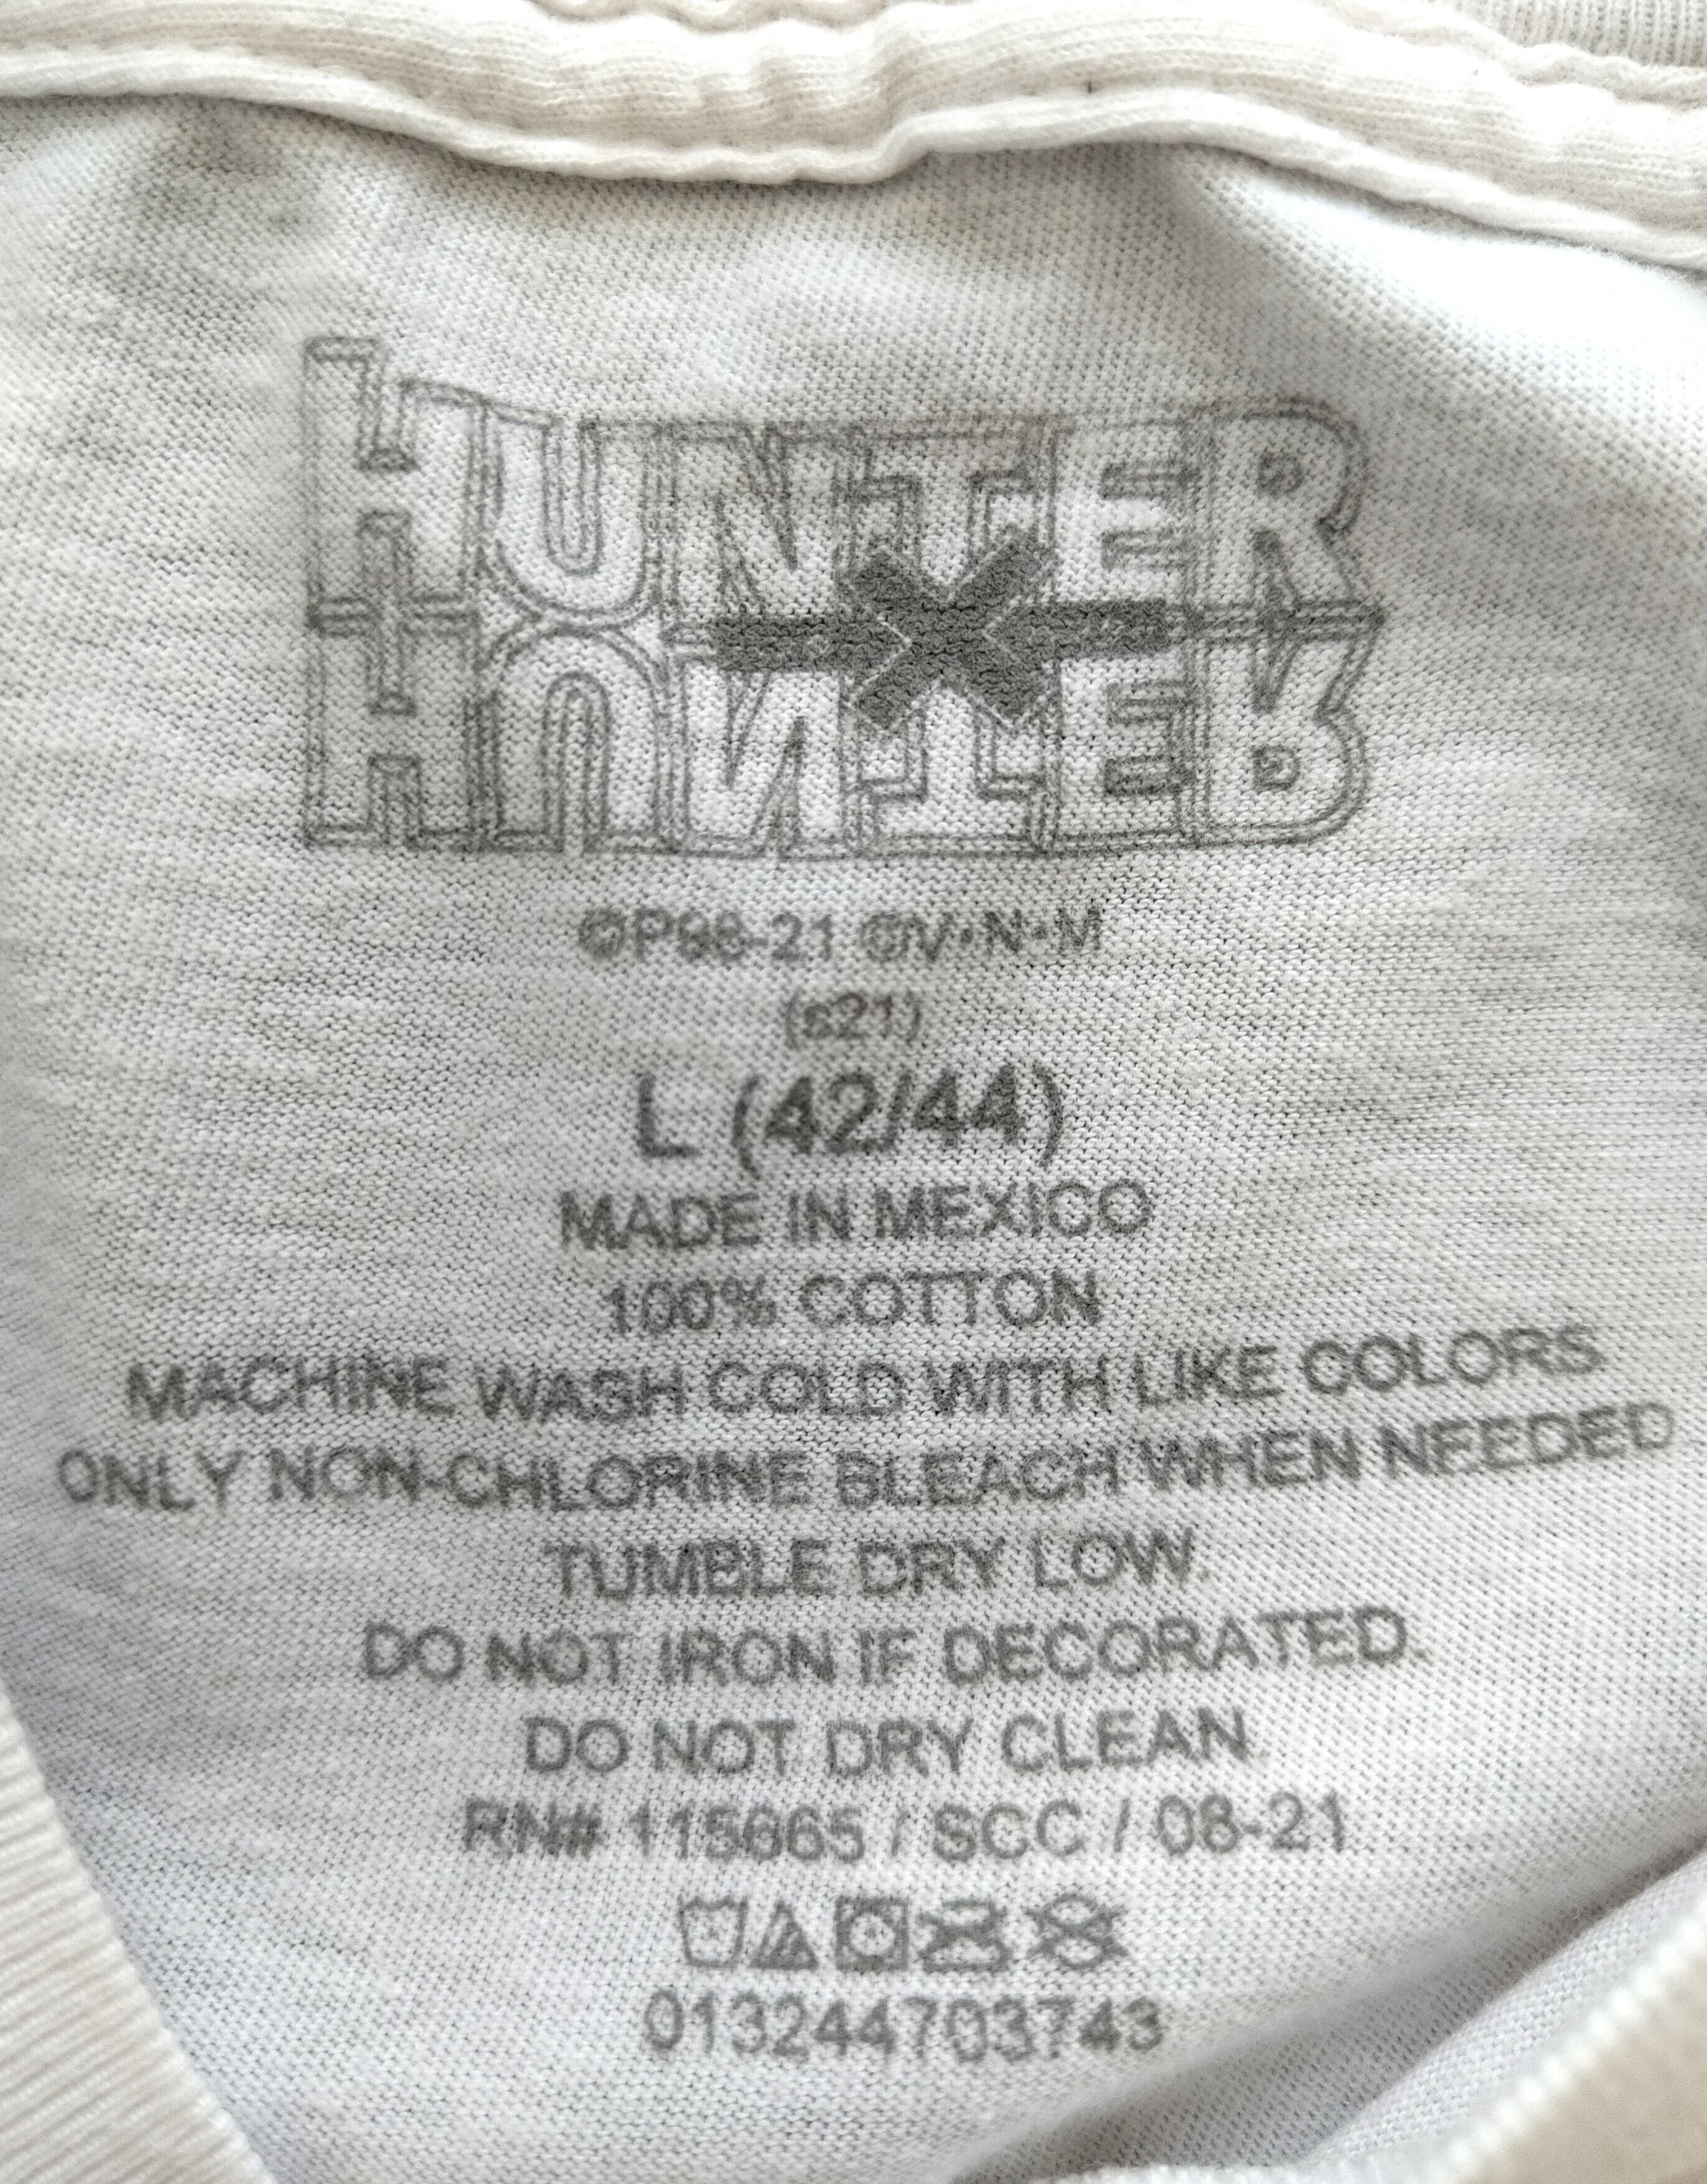 HUNTER
X
HUNTER
©P98-21 ©V•N•M
(s21)
L (42/44)
MADE IN MEXICO
100% COTTON
MACHINE WASH COLD WITH LIKE COLORS
ONLY NON-CHLORINE BLEACH WHEN NEEDED
TUMBLE DRY LOW.
DO NOT IRON IF DECORATED.
DO NOT DRY CLEAN.
RN# 115665 / SCC / 08-21
013244703743